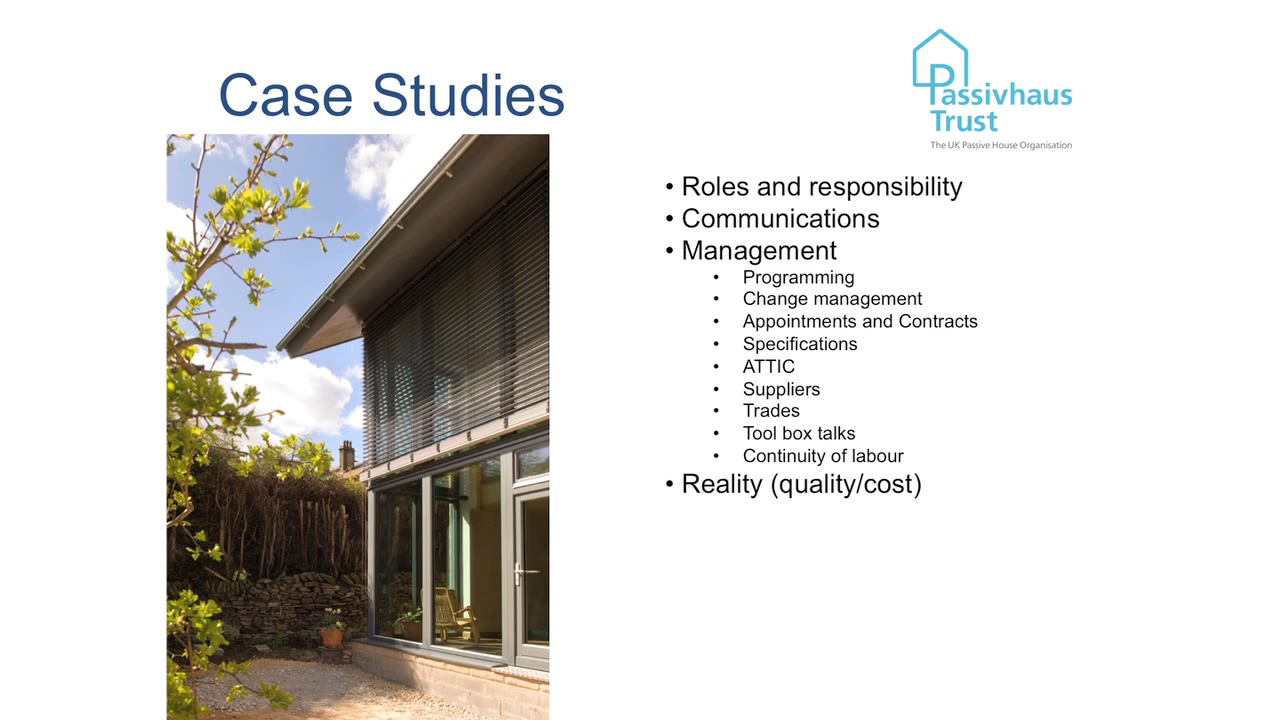 Case Studies
Passivhaus
Trust
The UK Passive House Organisation
• Roles and responsibility
• Communications
• Management
• Programming
• Change management
• Appointments and Contracts
• Specifications
• ATTIC
• Suppliers
• Trades
• Tool box talks
• Continuity of labour
• Reality (quality/cost)